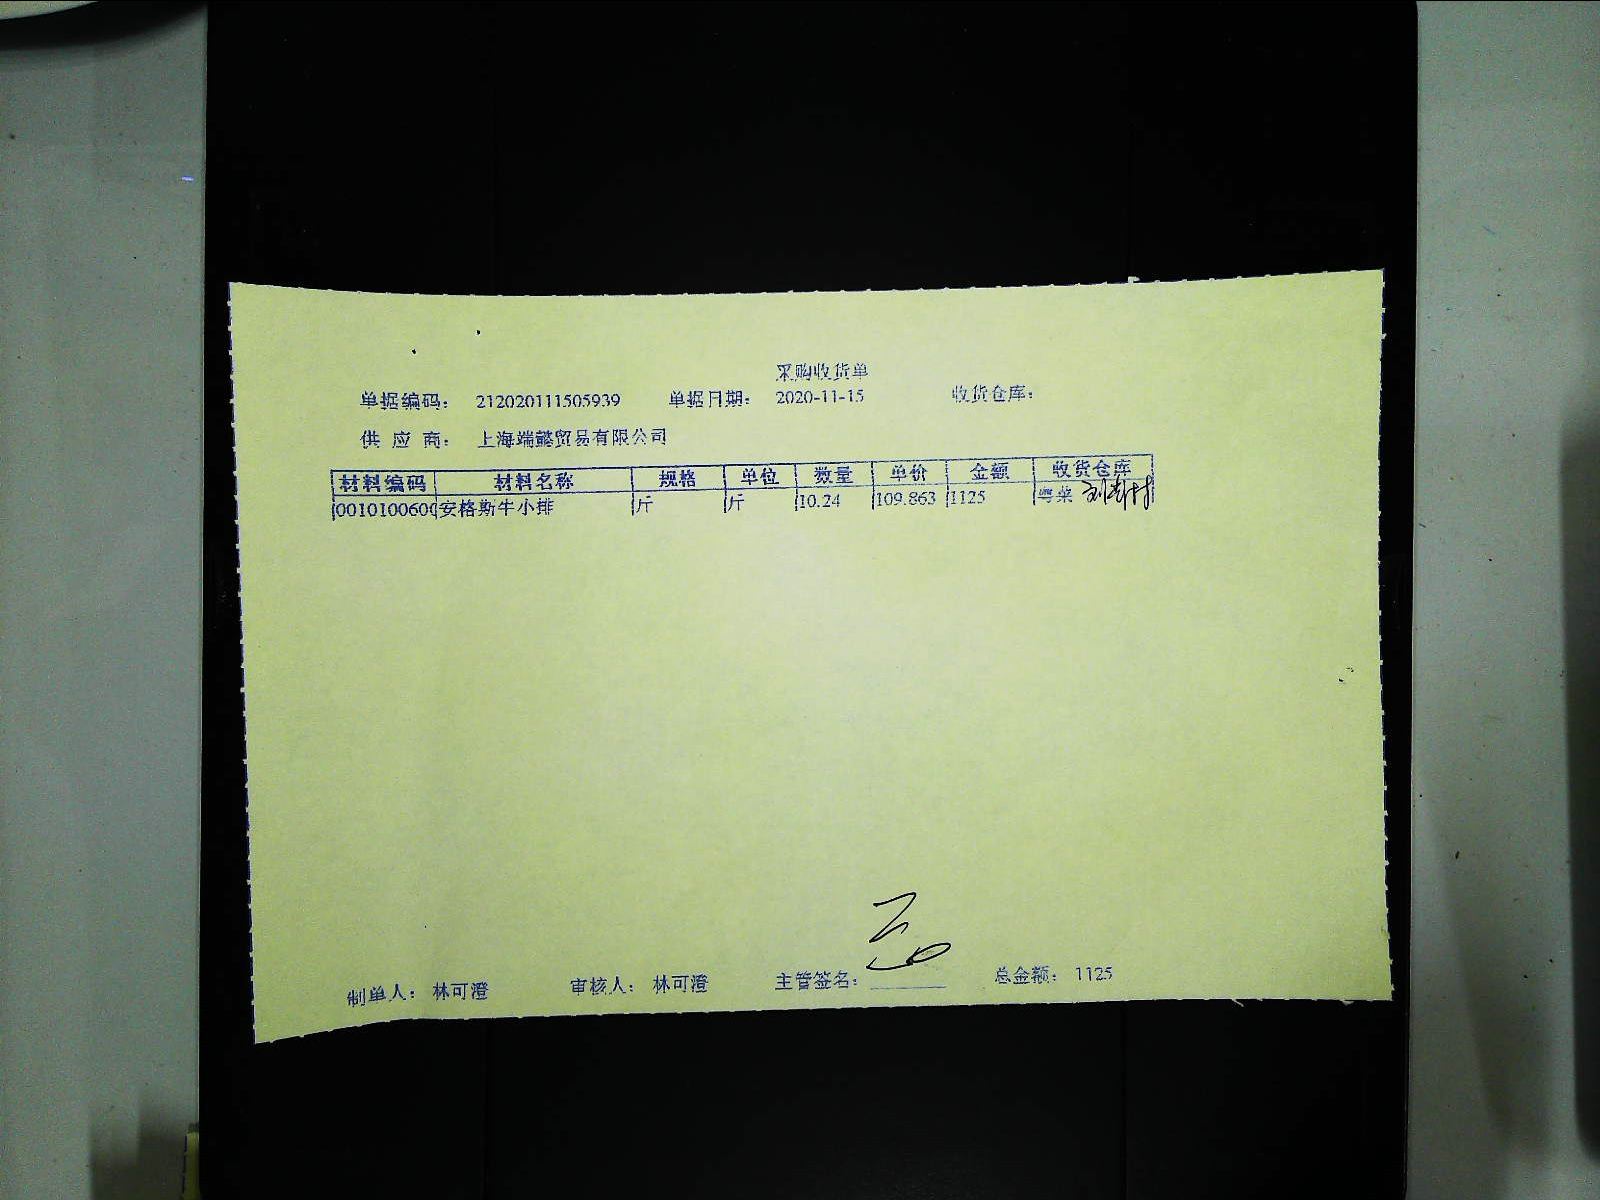 采购收货单
单据编码: 212020111505939 单据日期: 2020-11-15 收货仓库:
供 应 商: 上海端懿贸易有限公司
材料编码 材料名称 规格 单位 数量 单价 金额 收货仓库
0010100600 安格斯牛小排 斤 斤 10.24 109.863 1125 粤菜
制单人: 林可澄 审核人: 林可澄 主管签名: 总金额: 1125